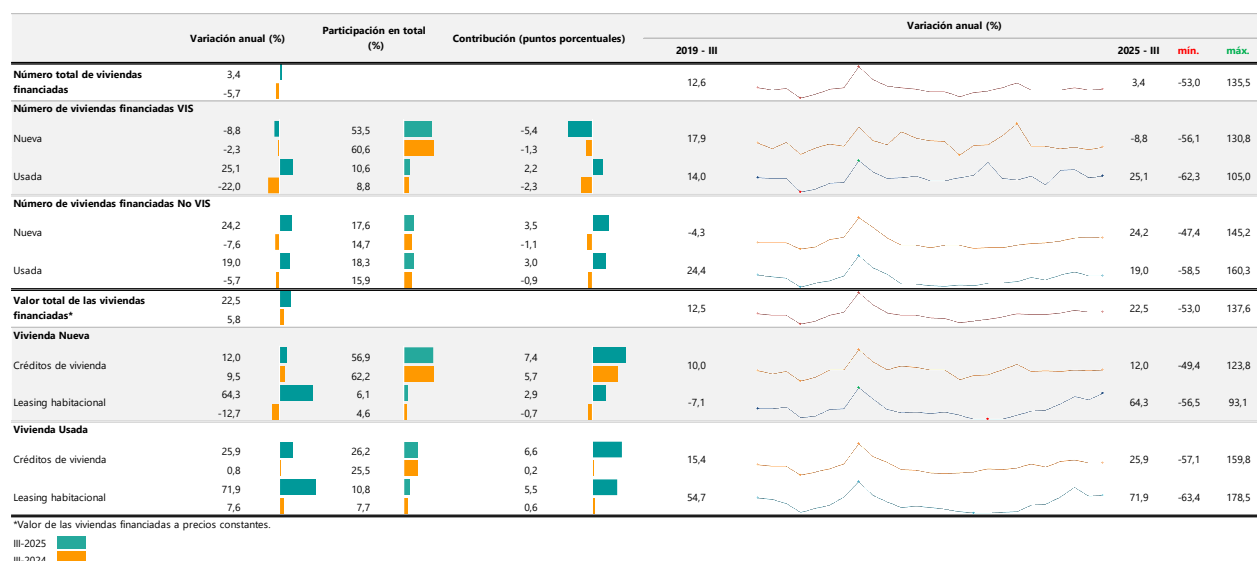 Variación anual (%) Participación en total (%) Contribución (puntos porcentuales) Variación anual (%)
2019 - III 2025 - III mín. máx.
Número total de viviendas financiadas 3,4 12,6 3,4 -53,0 135,5
-5,7
Número de viviendas financiadas VIS
Nueva -8,8 53,5 -5,4 17,9 -8,8 -56,1 130,8
-2,3 60,6 -1,3
Usada 25,1 10,6 2,2 14,0 25,1 -62,3 105,0
-22,0 8,8 -2,3
Número de viviendas financiadas No VIS
Nueva 24,2 17,6 3,5 -4,3 24,2 -47,4 145,2
-7,6 14,7 -1,1
Usada 19,0 18,3 3,0 24,4 19,0 -58,5 160,3
-5,7 15,9 -0,9
Valor total de las viviendas financiadas* 22,5 12,5 22,5 -53,0 137,6
5,8
Vivienda Nueva
Créditos de vivienda 12,0 56,9 7,4 10,0 12,0 -49,4 123,8
9,5 62,2 5,7
Leasing habitacional 64,3 6,1 2,9 -7,1 64,3 -56,5 93,1
-12,7 4,6 -0,7
Vivienda Usada
Créditos de vivienda 25,9 26,2 6,6 15,4 25,9 -57,1 159,8
0,8 25,5 0,2
Leasing habitacional 71,9 10,8 5,5 54,7 71,9 -63,4 178,5
7,6 7,7 0,6
*Valor de las viviendas financiadas a precios constantes.
III-2025
III-2024